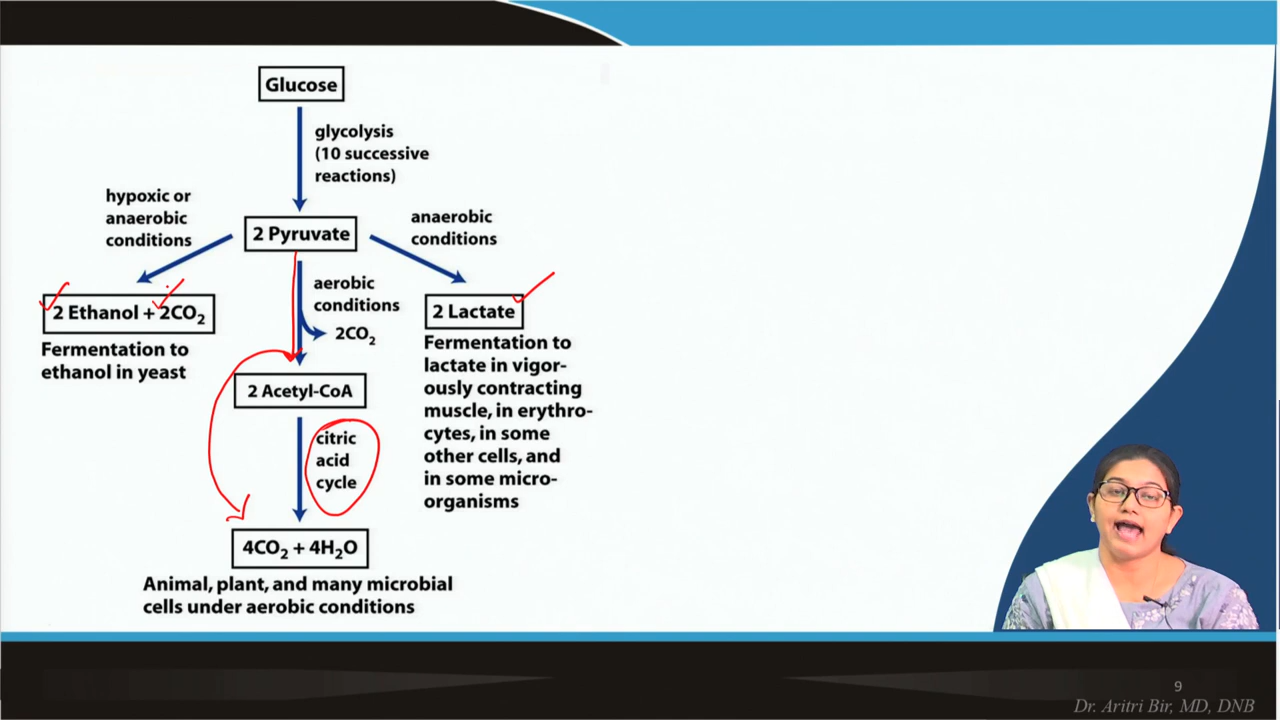 Glucose
glycolysis
(10 successive
reactions)
hypoxic or
anaerobic
conditions
2 Pyruvate
anaerobic
conditions
2 Ethanol + 2CO₂
Fermentation to
ethanol in yeast
aerobic
conditions
2CO₂
2 Lactate
Fermentation to
lactate in vigor-
ously contracting
muscle, in erythro-
cytes, in some
other cells, and
in some micro-
organisms
2 Acetyl-CoA
citric
acid
cycle
4CO₂ + 4H₂O
Animal, plant, and many microbial
cells under aerobic conditions
9
Dr. Aritri Bir, MD, DNB